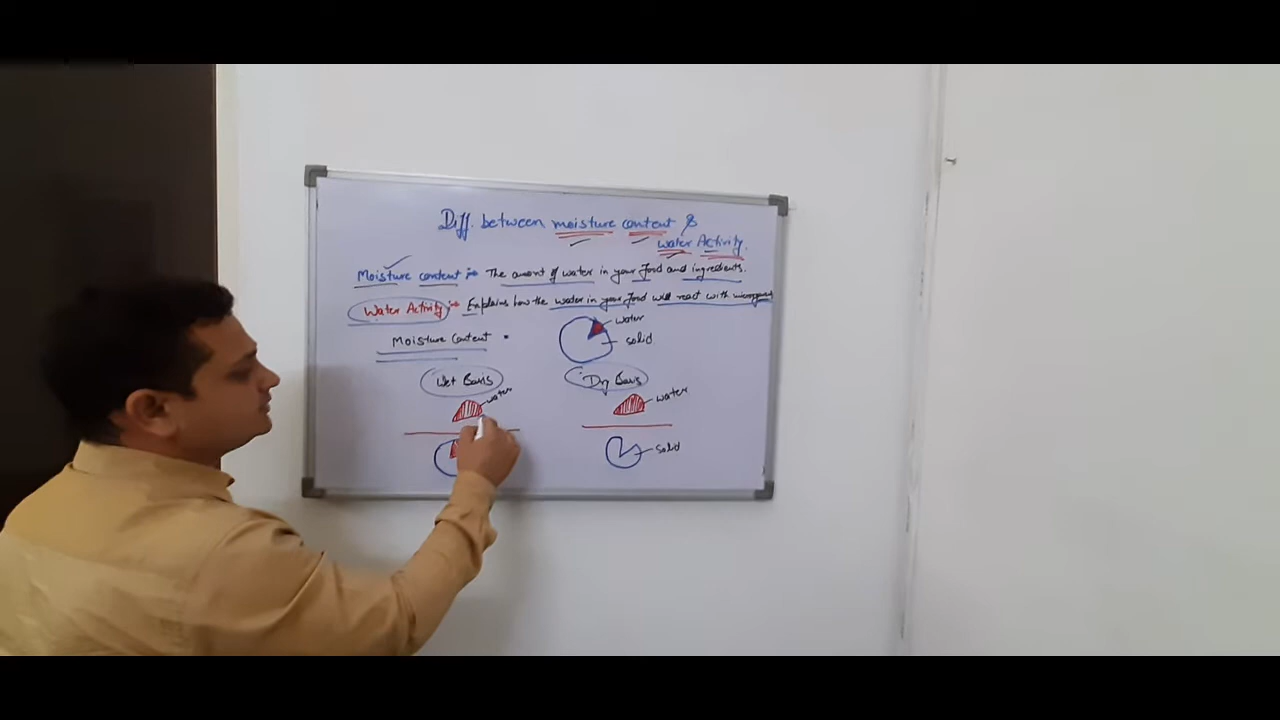 Diff. between moisture content &
water Activity.
Moisture content :- The amount of water in your food and ingredients.
Water Activity :- Explains how the water in your food will react with
water
Moisture Content
solid
Wet Basis
Dry Basis
water
water
solid